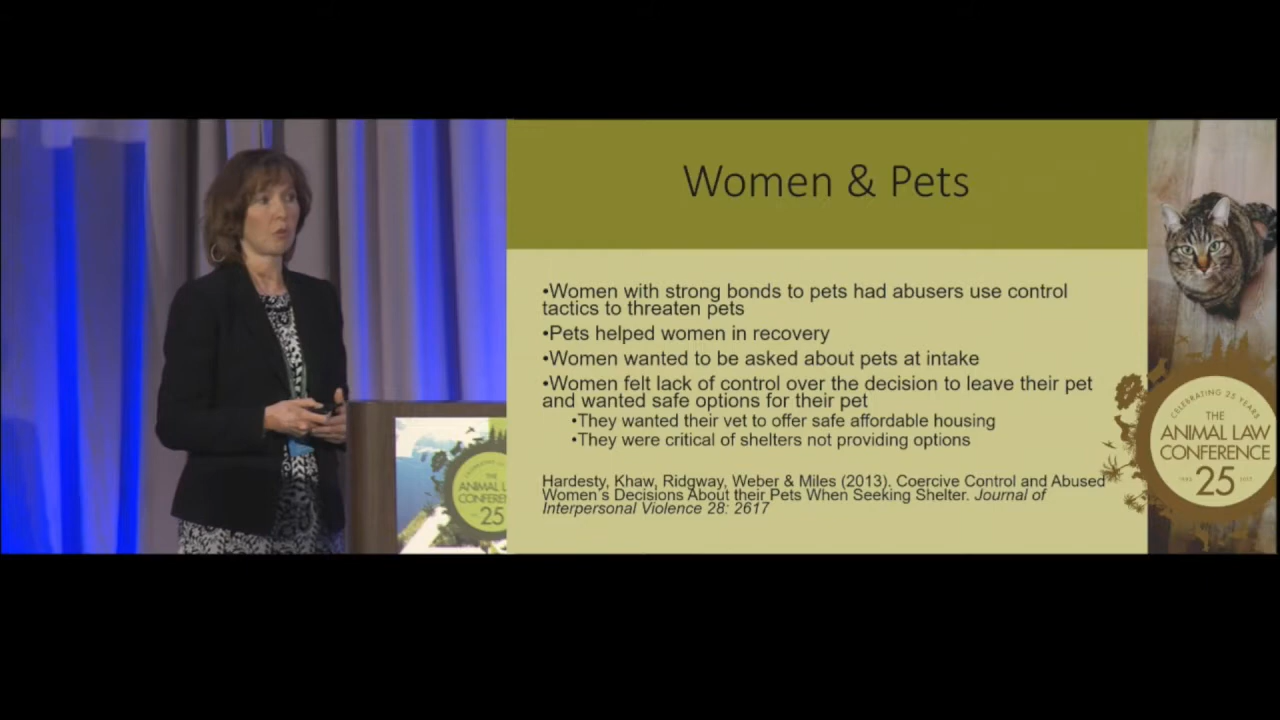 Women & Pets
•Women with strong bonds to pets had abusers use control
tactics to threaten pets
•Pets helped women in recovery
•Women wanted to be asked about pets at intake
•Women felt lack of control over the decision to leave their pet
and wanted safe options for their pet
•They wanted their vet to offer safe affordable housing
•They were critical of shelters not providing options
Hardesty, Khaw, Ridgway, Weber & Miles (2013). Coercive Control and Abused
Women's Decisions About their Pets When Seeking Shelter. Journal of
Interpersonal Violence 28: 2617
CELEBRATING 25 YEARS
THE
ANIMAL LAW
CONFERENCE
25
THE
ANIMAL L
CONFERE
25